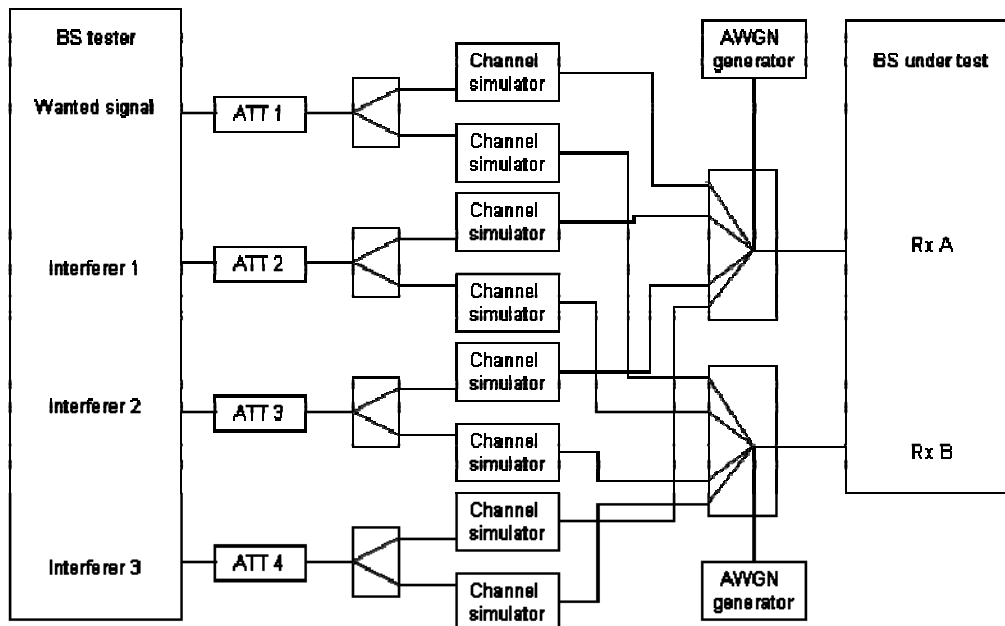 BS tester
Wanted signal
Interferer 1
Interferer 2
Interferer 3
ATT 1
ATT 2
ATT 3
ATT 4
Channel
simulator
Channel
simulator
Channel
simulator
Channel
simulator
Channel
simulator
Channel
simulator
Channel
simulator
Channel
simulator
AWGN
generator
AWGN
generator
BS under test
Rx A
Rx B